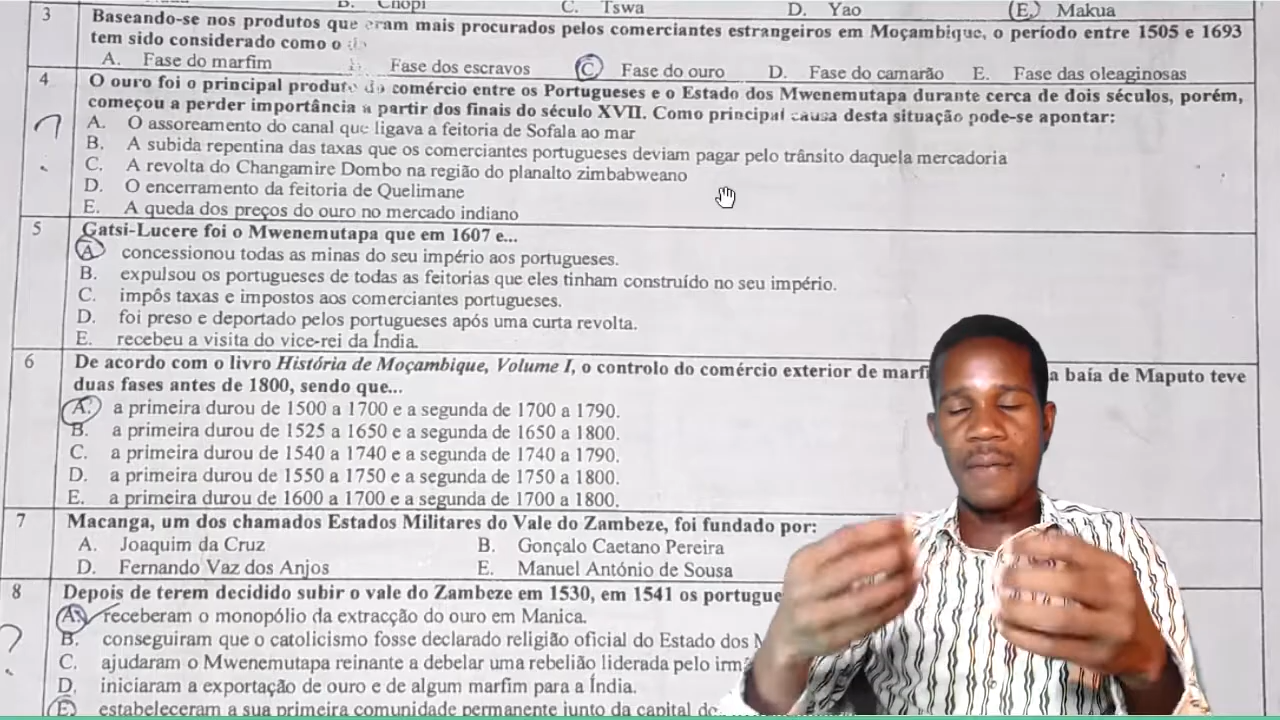 B. Chopi C. Tswa D. Yao E. Makua
3 Baseando-se nos produtos que eram mais procurados pelos comerciantes estrangeiros em Moçambique, o período entre 1505 e 1693
tem sido considerado como o
A. Fase do marfim Fase dos escravos C Fase do ouro D. Fase do camarão E. Fase das oleaginosas
4 O ouro foi o principal produto do comércio entre os Portugueses e o Estado dos Mwenemutapa durante cerca de dois séculos, porém,
começou a perder importância a partir dos finais do século XVII. Como principal causa desta situação pode-se apontar:
A. O assoreamento do canal que ligava a feitoria de Sofala ao mar
B. A subida repentina das taxas que os comerciantes portugueses deviam pagar pelo trânsito daquela mercadoria
C. A revolta do Changamire Dombo na região do planalto zimbabweano
D. O encerramento da feitoria de Quelimane
E. A queda dos preços do ouro no mercado indiano
5 Gatsi-Lucere foi o Mwenemutapa que em 1607 e...
A concessionou todas as minas do seu império aos portugueses.
B. expulsou os portugueses de todas as feitorias que eles tinham construído no seu império.
C. impôs taxas e impostos aos comerciantes portugueses.
D. foi preso e deportado pelos portugueses após uma curta revolta.
E. recebeu a visita do vice-rei da Índia.
6 De acordo com o livro História de Moçambique, Volume I, o controlo do comércio exterior de marfi a baía de Maputo teve
duas fases antes de 1800, sendo que...
A. a primeira durou de 1500 a 1700 e a segunda de 1700 a 1790.
B. a primeira durou de 1525 a 1650 e a segunda de 1650 a 1800.
C. a primeira durou de 1540 a 1740 e a segunda de 1740 a 1790.
D. a primeira durou de 1550 a 1750 e a segunda de 1750 a 1800.
E. a primeira durou de 1600 a 1700 e a segunda de 1700 a 1800.
7 Macanga, um dos chamados Estados Militares do Vale do Zambeze, foi fundado por:
A. Joaquim da Cruz B. Gonçalo Caetano Pereira
D. Fernando Vaz dos Anjos E. Manuel António de Sousa
8 Depois de terem decidido subir o vale do Zambeze em 1530, em 1541 os portugue
A. receberam o monopólio da extracção do ouro em Manica.
B. conseguiram que o catolicismo fosse declarado religião oficial do Estado dos M
C. ajudaram o Mwenemutapa reinante a debelar uma rebelião liderada pelo irm
D. iniciaram a exportação de ouro e de algum marfim para a Índia.
E. estabeleceram a sua primeira comunidade permanente junto da capital do